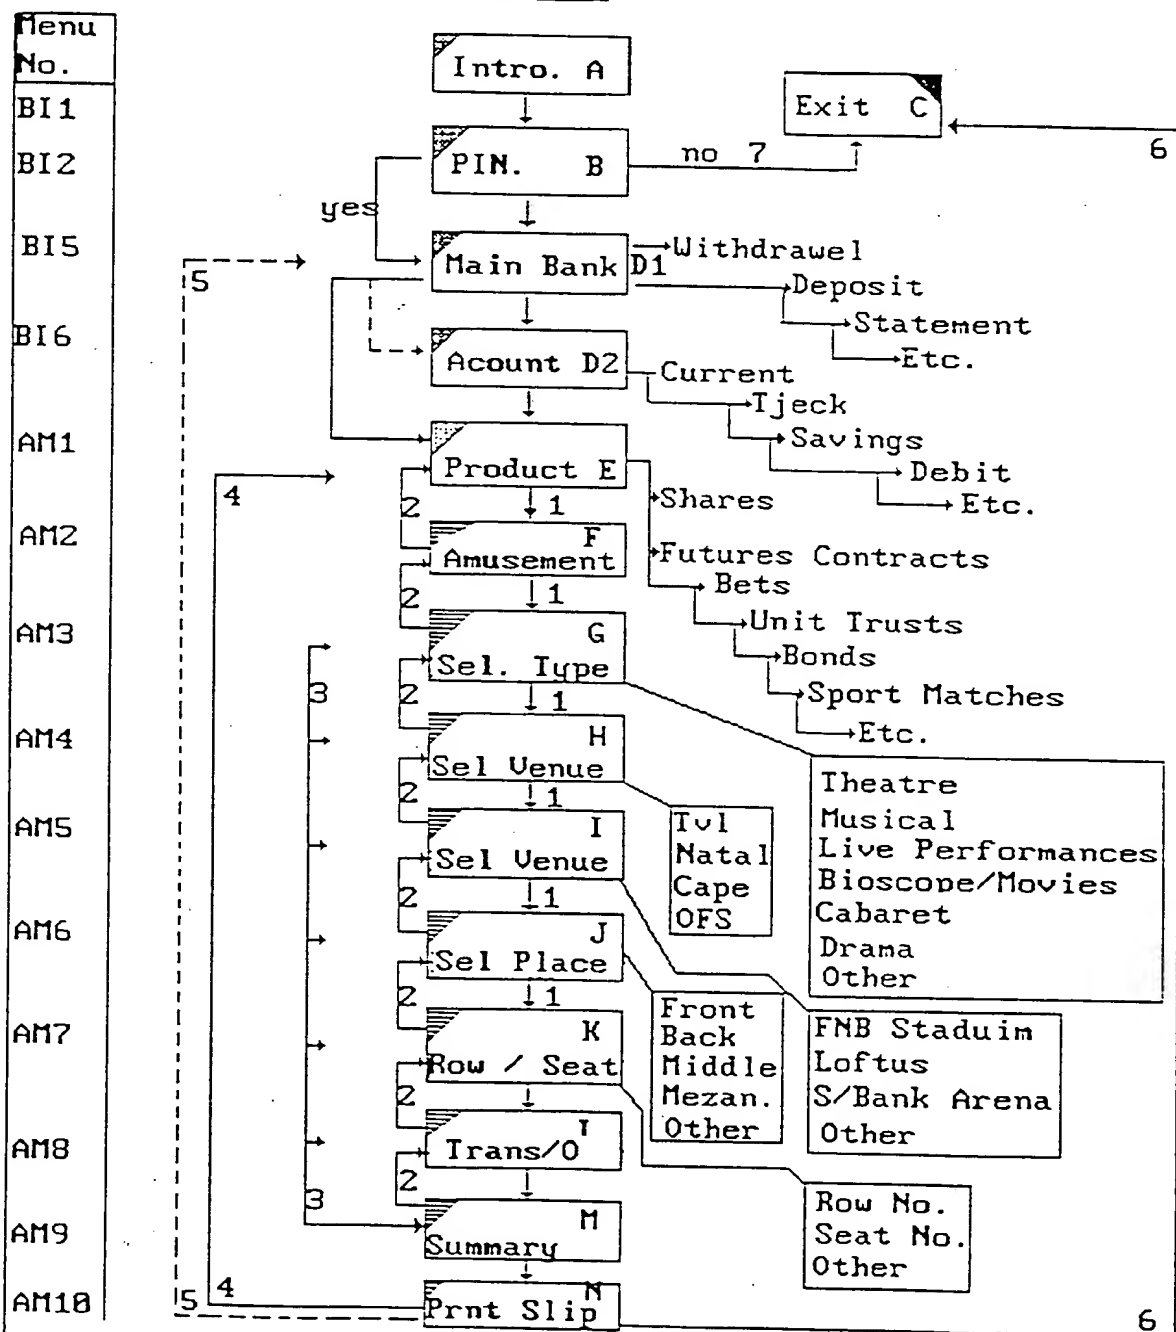 Menu
No.
Intro. A
BI1
Exit C
BI2
PIN. B
no 7
6
yes
BI5
Main Bank D1
Withdrawel
5
Deposit
Statement
BI6
Etc.
Acount D2
Current
Tjeck
AM1
Savings
Product E
Debit
4
2
1
Shares
Etc.
AM2
F
Amusement
Futures Contracts
2
1
Bets
AM3
G
Unit Trusts
Sel. Type
Bonds
3
2
1
Sport Matches
AM4
H
Etc.
Sel Venue
Theatre
2
1
Musical
AM5
I
Tvl
Live Performances
Sel Venue
Natal
Bioscope/Movies
2
1
Cape
Cabaret
AM6
J
OFS
Drama
Sel Place
Other
2
1
Front
AM7
K
Back
FNB Staduim
Row / Seat
Middle
Loftus
2
Mezan.
S/Bank Arena
AM8
Trans/O
Other
Other
2
3
M
Row No.
AM9
Summary
Seat No.
Other
4
N
AM10
5
Prnt Slip
6